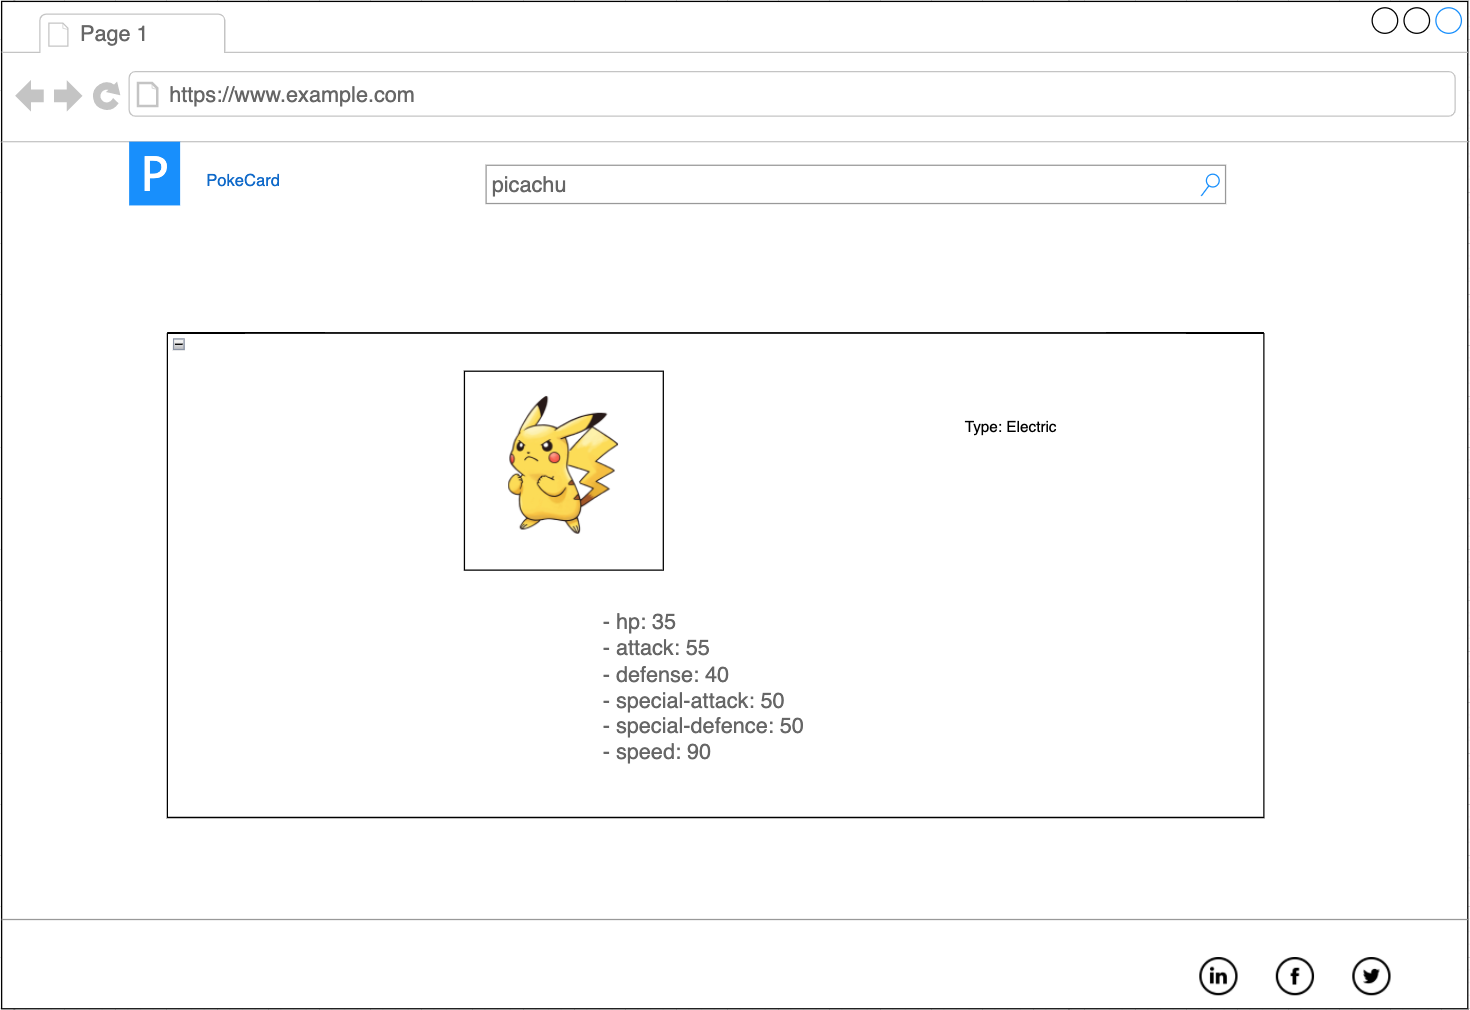 Page 1
https://www.example.com
P
PokeCard
picachu
Type: Electric
- hp: 35
- attack: 55
- defense: 40
- special-attack: 50
- special-defence: 50
- speed: 90
in
f